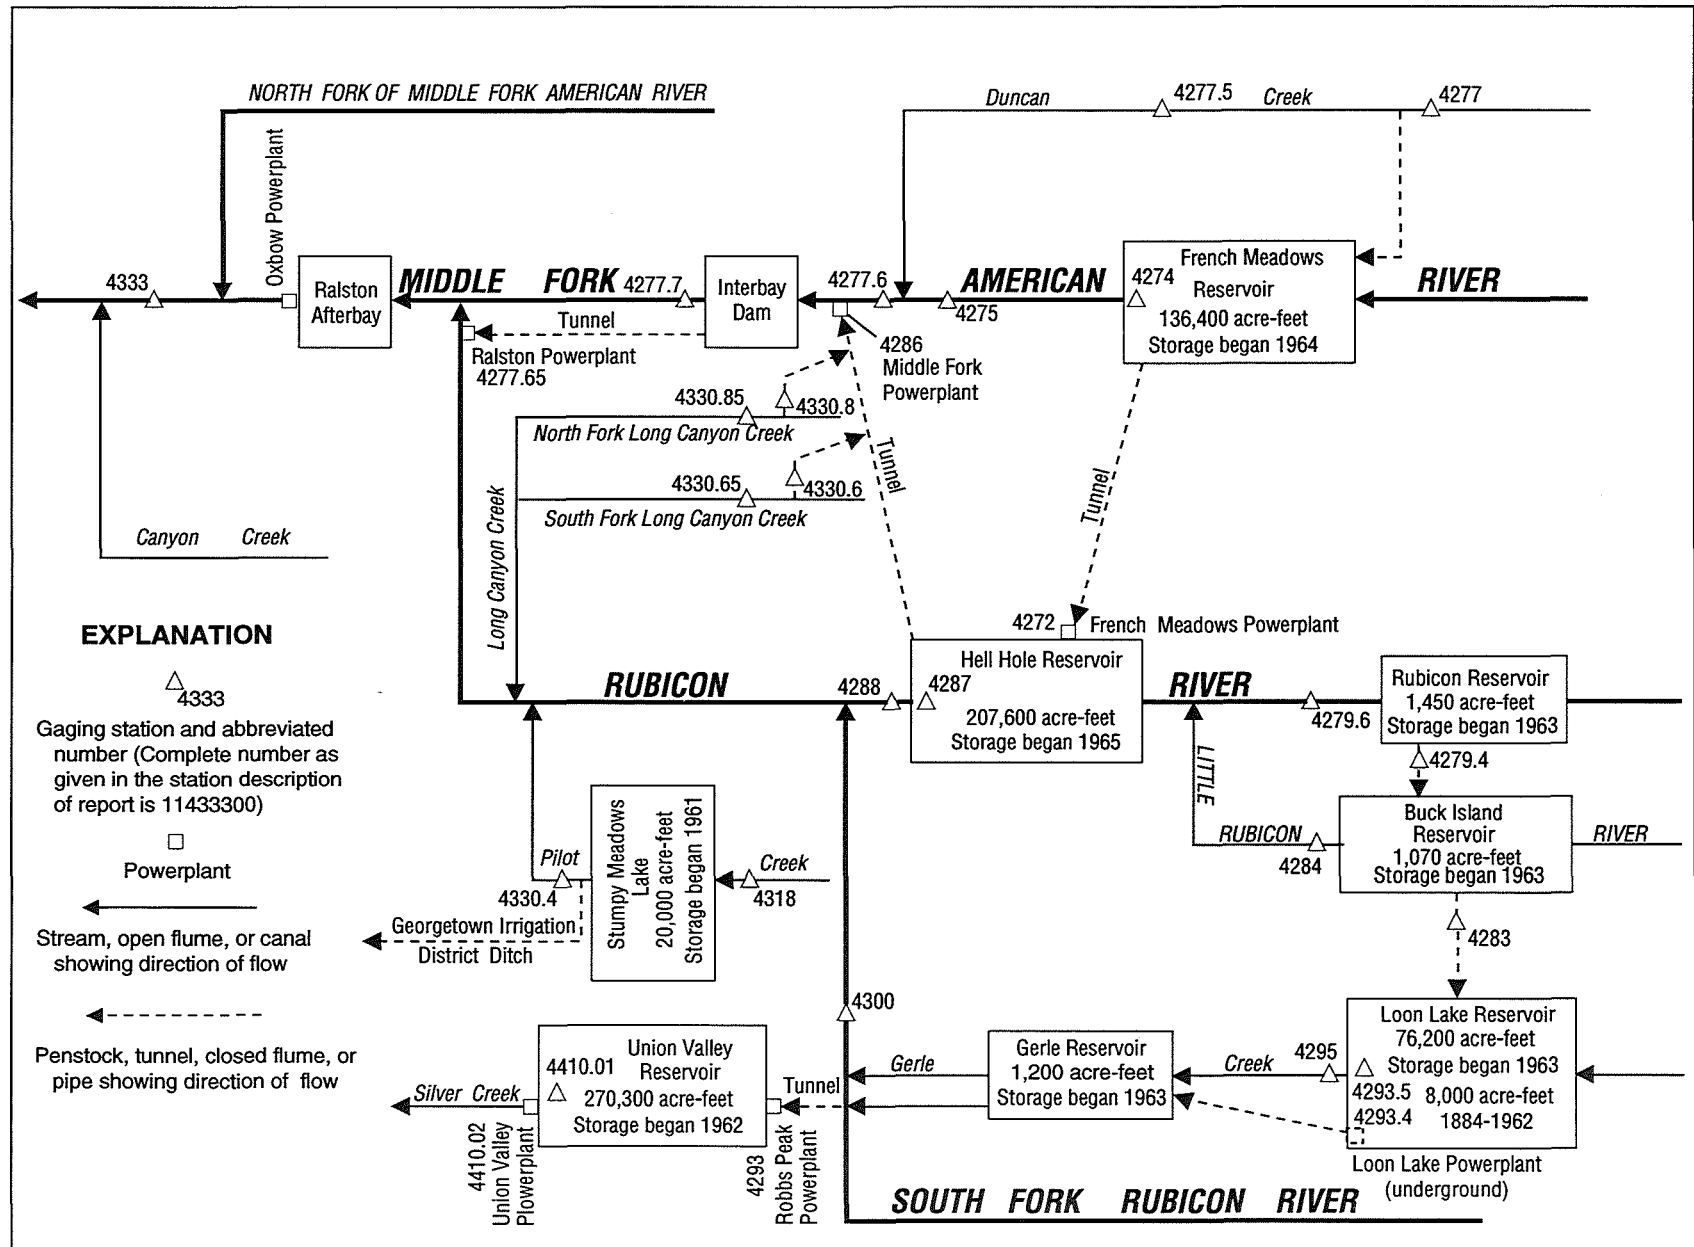 NORTH FORK OF MIDDLE FORK AMERICAN RIVER
Duncan
4277.5
Creek
4277
Oxbow Powerplant
4333
Ralston
Afterbay
MIDDLE FORK
4277.7
Interbay
Dam
4277.6
AMERICAN
4275
French Meadows
4274
Reservoir
136,400 acre-feet
Storage began 1964
RIVER
Tunnel
Ralston Powerplant
4277.65
4286
Middle Fork
Powerplant
4330.85
4330.8
North Fork Long Canyon Creek
Tunnel
4330.65
4330.6
South Fork Long Canyon Creek
Long Canyon Creek
Tunnel
Canyon Creek
4272
French Meadows Powerplant
EXPLANATION
4333
Gaging station and abbreviated
number (Complete number as
given in the station description
of report is 11433300)
Powerplant
Stream, open flume, or canal
showing direction of flow
Penstock, tunnel, closed flume, or
pipe showing direction of flow
RUBICON
4288
Hell Hole Reservoir
4287
207,600 acre-feet
Storage began 1965
RIVER
4279.6
Rubicon Reservoir
1,450 acre-feet
Storage began 1963
4279.4
LITTLE
RUBICON
4284
Buck Island
Reservoir
1,070 acre-feet
Storage began 1963
RIVER
4283
Pilot
4330.4
Stumpy Meadows
Lake
20,000 acre-feet
Storage began 1961
Creek
4318
Georgetown Irrigation
District Ditch
4300
Silver Creek
4410.02
Union Valley
Plowerplant
4410.01
Union Valley
Reservoir
270,300 acre-feet
Storage began 1962
4293
Robbs Peak
Powerplant
Tunnel
Gerle
Gerle Reservoir
1,200 acre-feet
Storage began 1963
Creek
4295
Loon Lake Reservoir
76,200 acre-feet
Storage began 1963
4293.5
8,000 acre-feet
4293.4
1884-1962
Loon Lake Powerplant
(underground)
SOUTH FORK RUBICON RIVER